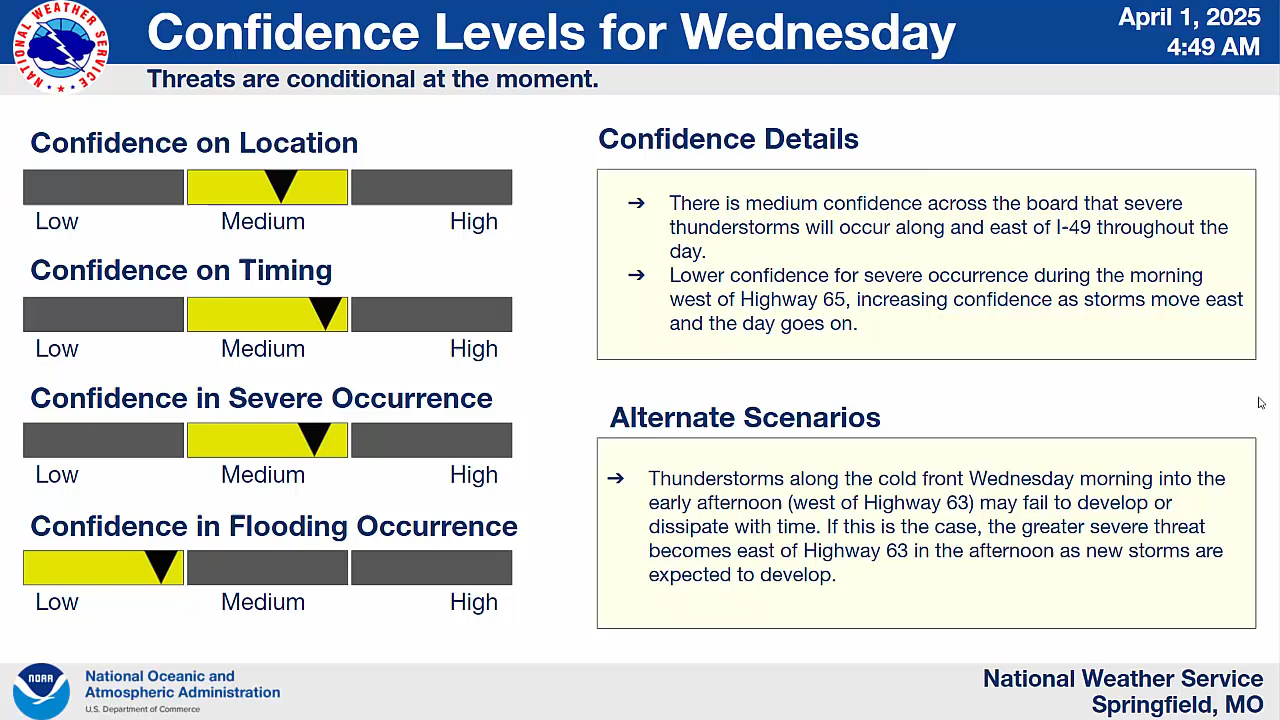 NATIONAL WEATHER SERVICE
Confidence Levels for Wednesday
April 1, 2025
4:49 AM
Threats are conditional at the moment.
Confidence on Location
Low Medium High
Confidence on Timing
Low Medium High
Confidence in Severe Occurrence
Low Medium High
Confidence in Flooding Occurrence
Low Medium High
Confidence Details
➔ There is medium confidence across the board that severe
thunderstorms will occur along and east of I-49 throughout the
day.
➔ Lower confidence for severe occurrence during the morning
west of Highway 65, increasing confidence as storms move east
and the day goes on.
Alternate Scenarios
➔ Thunderstorms along the cold front Wednesday morning into the
early afternoon (west of Highway 63) may fail to develop or
dissipate with time. If this is the case, the greater severe threat
becomes east of Highway 63 in the afternoon as new storms are
expected to develop.
NOAA
National Oceanic and
Atmospheric Administration
U.S. Department of Commerce
National Weather Service
Springfield, MO